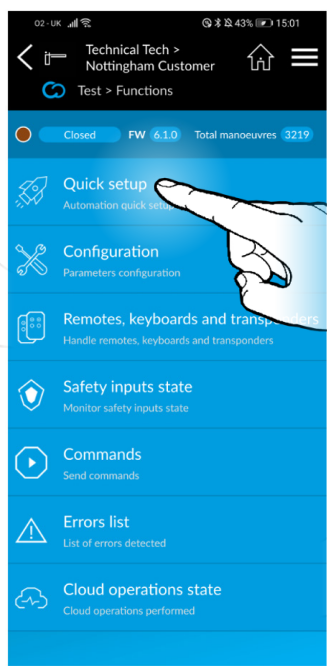 O2 - UK 43% 15:01
Technical Tech >
Nottingham Customer
Test > Functions
Closed FW 6.1.0 Total manoeuvres 3219
Quick setup
Automation quick setup
Configuration
Parameters configuration
Remotes, keyboards and transponders
Handle remotes, keyboards and transponders
Safety inputs state
Monitor safety inputs state
Commands
Send commands
Errors list
List of errors detected
Cloud operations state
Cloud operations performed